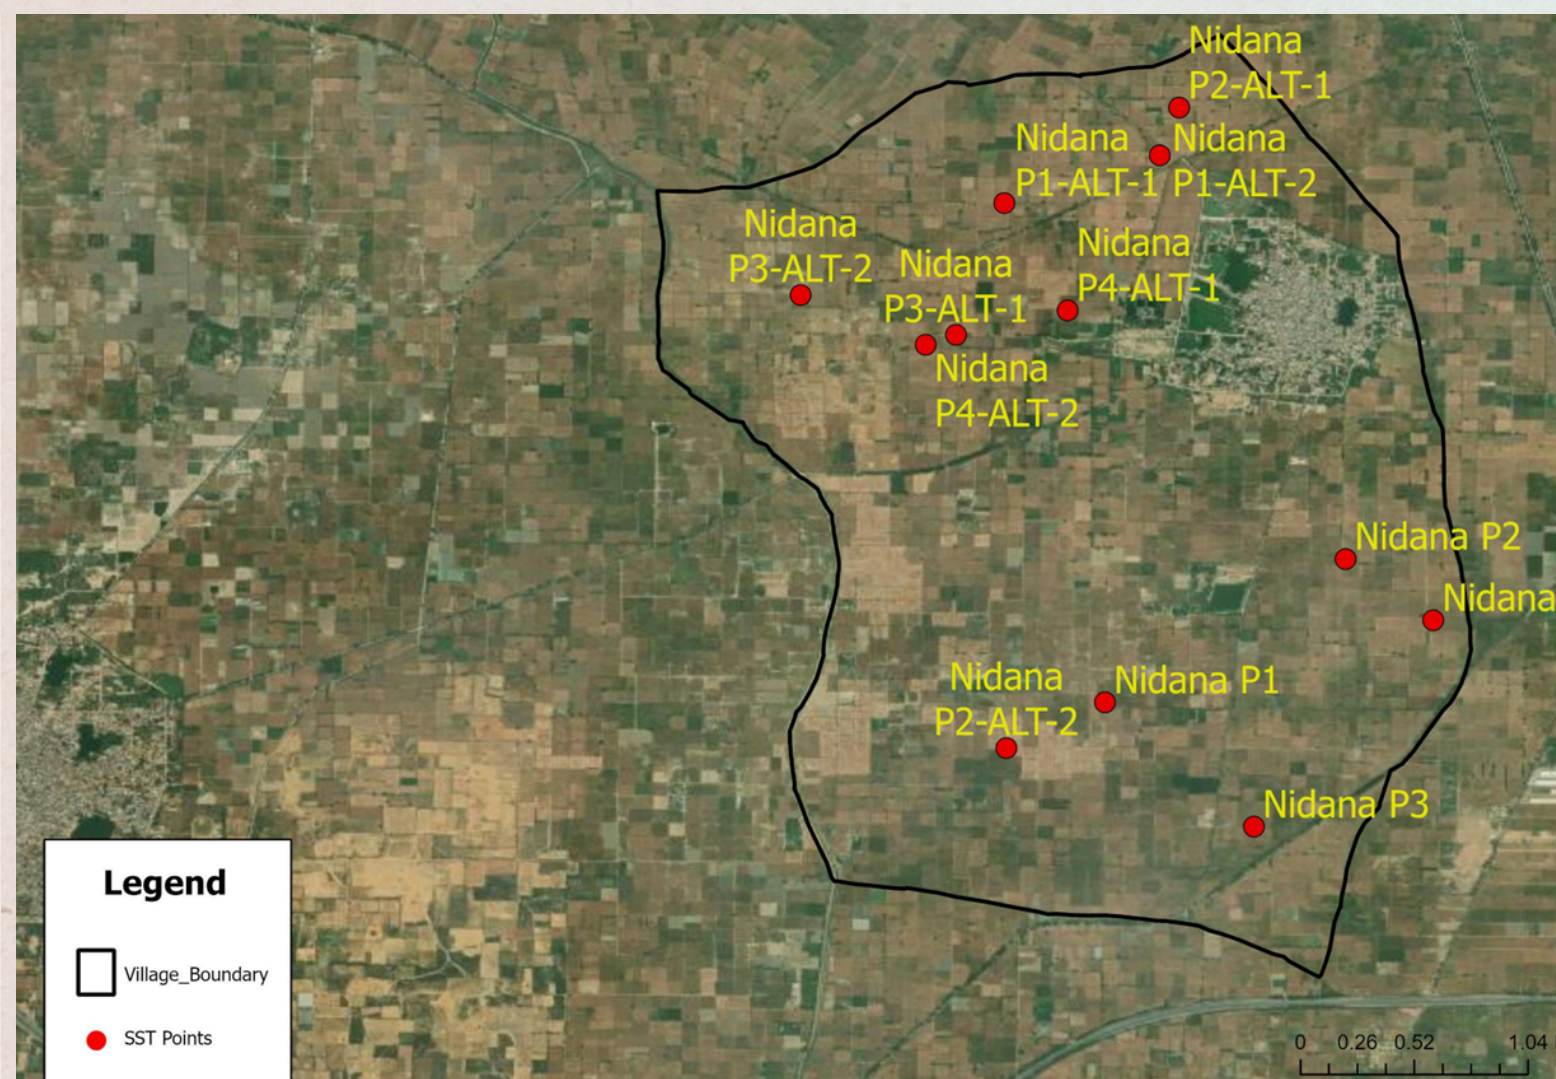 Nidana
P2-ALT-1
Nidana
P1-ALT-1
Nidana
P1-ALT-2
Nidana
P3-ALT-2
Nidana
P3-ALT-1
Nidana
P4-ALT-1
Nidana
P4-ALT-2
Nidana P2
Nidana
Nidana P1
Nidana
P2-ALT-2
Nidana P3
Legend
Village_Boundary
SST Points
0 0.26 0.52 1.04